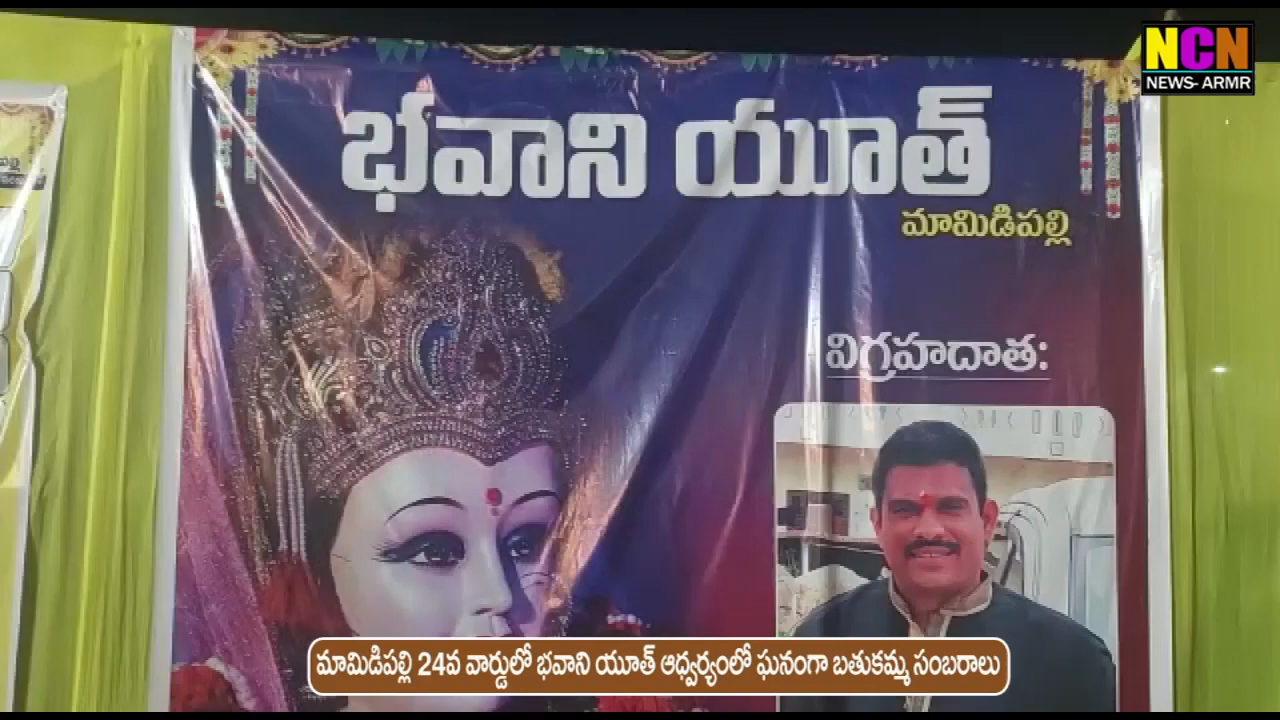 NCN
NEWS- ARMR
భవాని యూత్
మామిడిపల్లి
విగ్రహదాత:
మామిడిపల్లి 24వ వార్డులో భవాని యూత్ ఆధ్వర్యంలో ఘనంగా బతుకమ్మ సంబరాలు